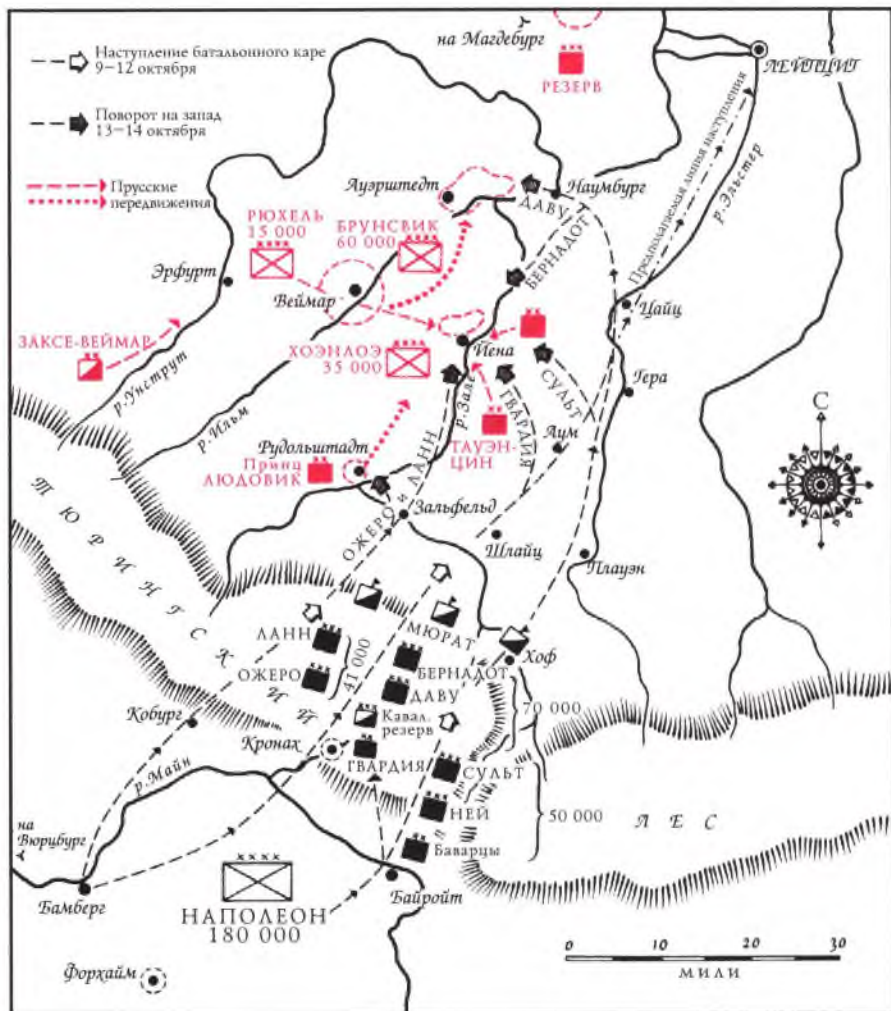 на Магдебург
РЕЗЕРВ
ЛЕЙПЦИГ
Наступление батальонного каре
9–12 октября
Поворот на запад
13–14 октября
Прусские
передвижения
Предполагаемая линия наступления
р.Эльстер
Ауэрштедт
Наумбург
ДАВУ
БЕРНАДОТ
РЮХЕЛЬ
15 000
БРУНСВИК
60 000
Эрфурт
Веймар
Цайц
ЗАКСЕ-ВЕЙМАР
ХОЭНЛОЭ
35 000
Йена
р.Унструт
р.Ильм
р.Зале
ГВАРДИЯ
СУЛЬТ
Гера
С
Рудольштадт
Принц
ЛЮДОВИК
ТАУЭН-
ЦИН
Аум
ОЖЕРО и ЛАНН
Зальфельд
Шлайц
Плауэн
ТЮРИНГСКИЙ
ЛАНН
ОЖЕРО
41 000
МЮРАТ
БЕРНАДОТ
ДАВУ
Хоф
70 000
Кобург
Кронах
Кавал.
резерв
ГВАРДИЯ
СУЛЬТ
р.Майн
НЕЙ
50 000
ЛЕС
на
Вюрцбург
Баварцы
Бамберг
НАПОЛЕОН
180 000
Байройт
Форхайм
0 10 20 30
МИЛИ